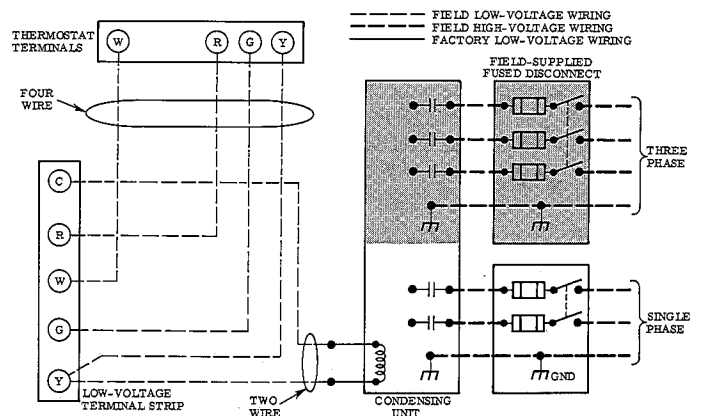 FIELD LOW-VOLTAGE WIRING
FIELD HIGH-VOLTAGE WIRING
FACTORY LOW-VOLTAGE WIRING
THERMOSTAT
TERMINALS
W
R
G
Y
FIELD-SUPPLIED
FUSED DISCONNECT
FOUR
WIRE
THREE
PHASE
C
R
W
G
Y
SINGLE
PHASE
GND
LOW-VOLTAGE
TERMINAL STRIP
TWO
WIRE
CONDENSING
UNIT